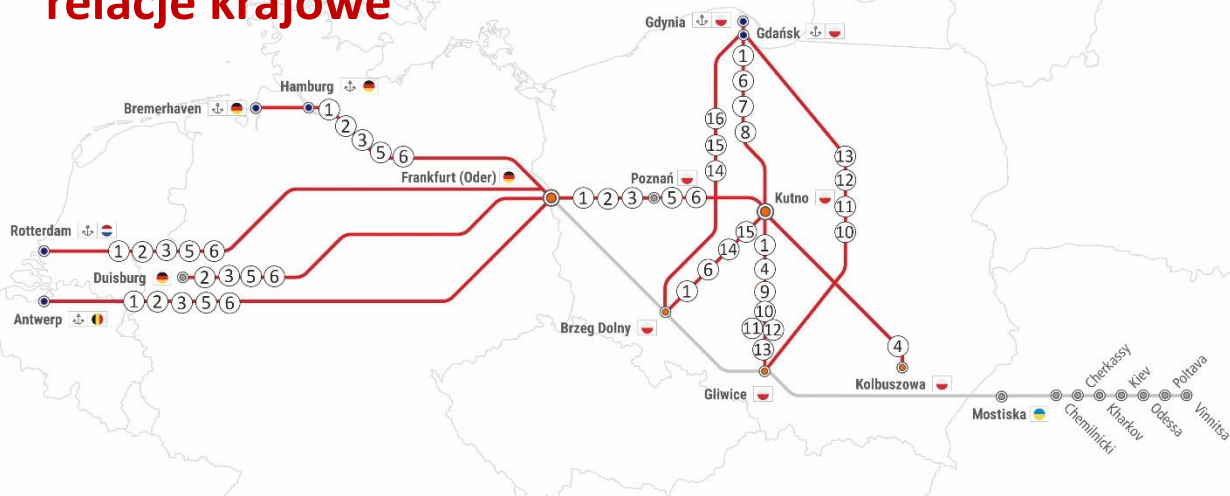 relacje krajowe
Gdynia
Gdańsk
1
6
7
8
16
15
14
13
12
11
10
Hamburg
Bremerhaven
1
2
3
5
6
Frankfurt (Oder)
Poznań
1 2 3 5 6
Kutno
Rotterdam
1 2 3 5 6
Duisburg
2 3 5 6
Antwerp
1 2 3 5 6
15
14
6
1
1
4
9
10
11 12
13
Brzeg Dolny
Gliwice
4
Kolbuszowa
Mostiska
Chemilnicki
Cherkassy
Kharkov
Kiev
Odessa
Poltava
Vinnitsa